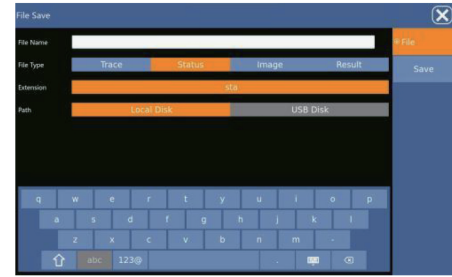 File Save
File Name
File
File Type Trace Status Image Result
Save
Extension sta
Path Local Disk USB Disk
q w e r t y u i o p
a s d f g h j k l
z x c v b n m -
abc 123@ .